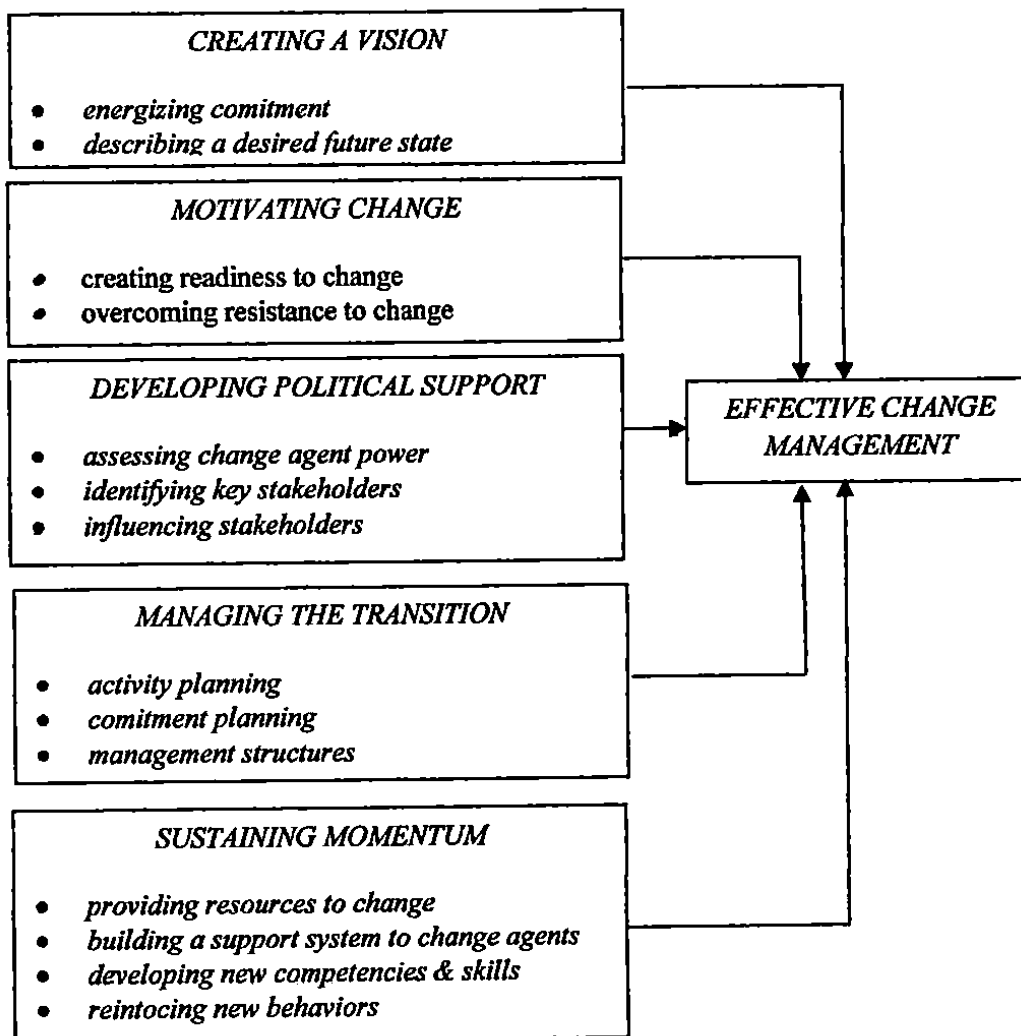 CREATING A VISION
• energizing comitment
• describing a desired future state
MOTIVATING CHANGE
• creating readiness to change
• overcoming resistance to change
DEVELOPING POLITICAL SUPPORT
• assessing change agent power
• identifying key stakeholders
• influencing stakeholders
EFFECTIVE CHANGE
MANAGEMENT
MANAGING THE TRANSITION
• activity planning
• comitment planning
• management structures
SUSTAINING MOMENTUM
• providing resources to change
• building a support system to change agents
• developing new competencies & skills
• reintocing new behaviors